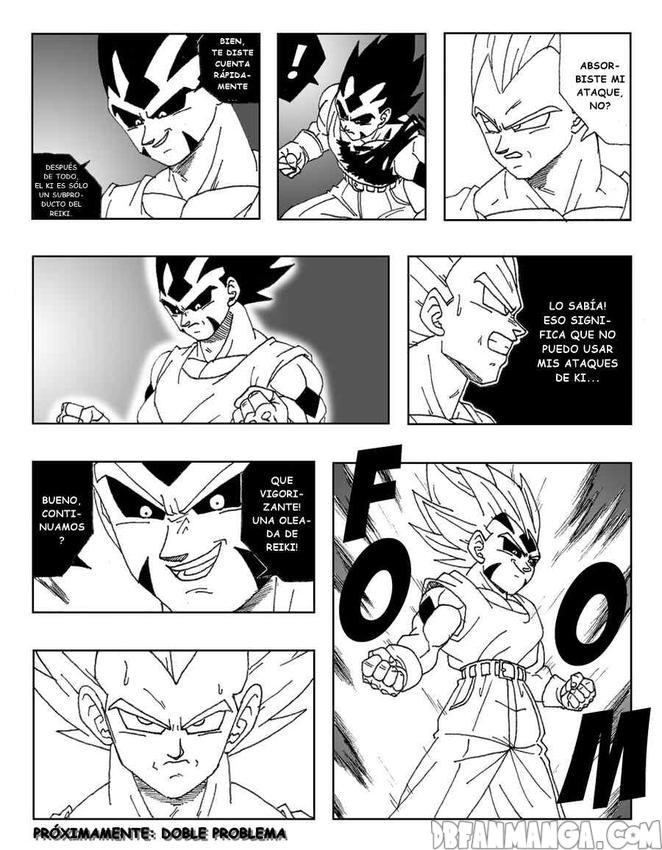 BIEN,
TE DISTE
CUENTA
RÁPIDA-
MENTE
...
DESPUÉS
DE TODO,
EL KI ES SÓLO
UN SUBPRO-
DUCTO DEL
REIKI.
!
ABSOR-
BISTE MI
ATAQUE,
NO?
LO SABÍA!
ESO SIGNI-
FICA QUE NO
PUEDO USAR
MIS ATAQUES
DE KI...
QUE
VIGORI-
ZANTE!
UNA OLEA-
DA DE
REIKI!
BUENO,
CONTI-
NUAMOS
?
FOOM
PRÓXIMAMENTE: DOBLE PROBLEMA
DBFANMANGA.COM